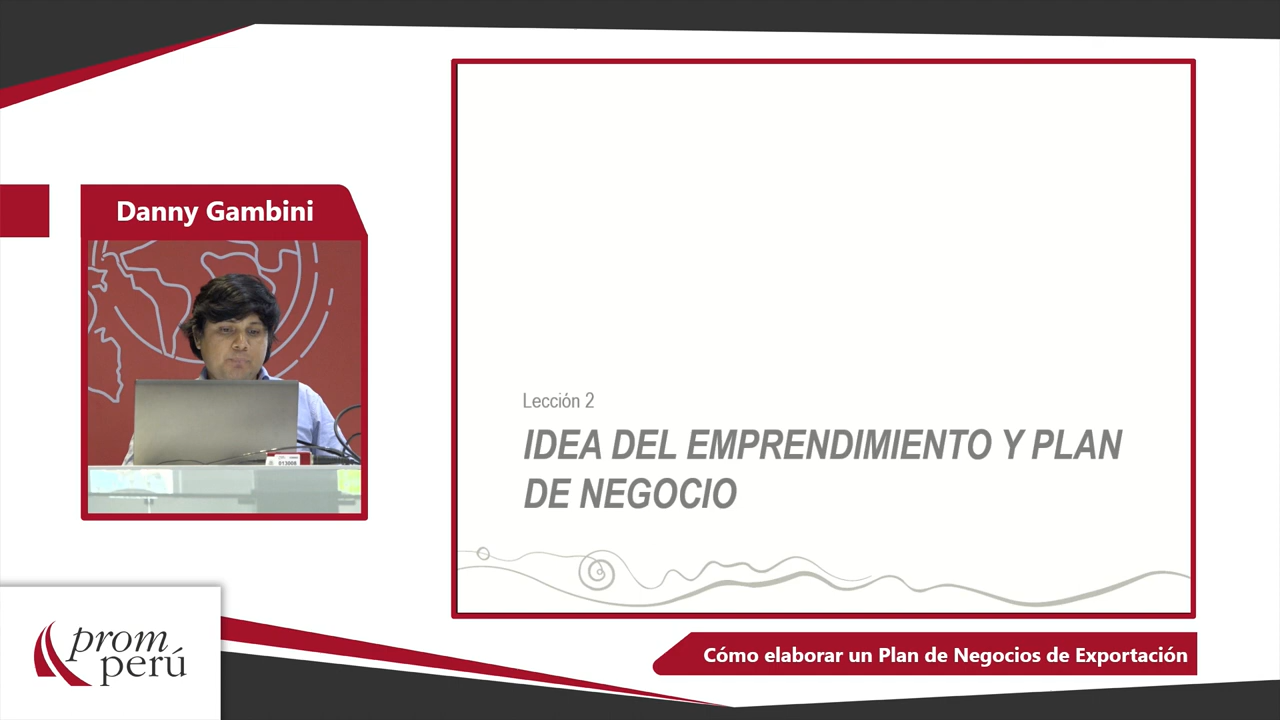 Danny Gambini
Lección 2
IDEA DEL EMPRENDIMIENTO Y PLAN
DE NEGOCIO
prom
perú
Cómo elaborar un Plan de Negocios de Exportación